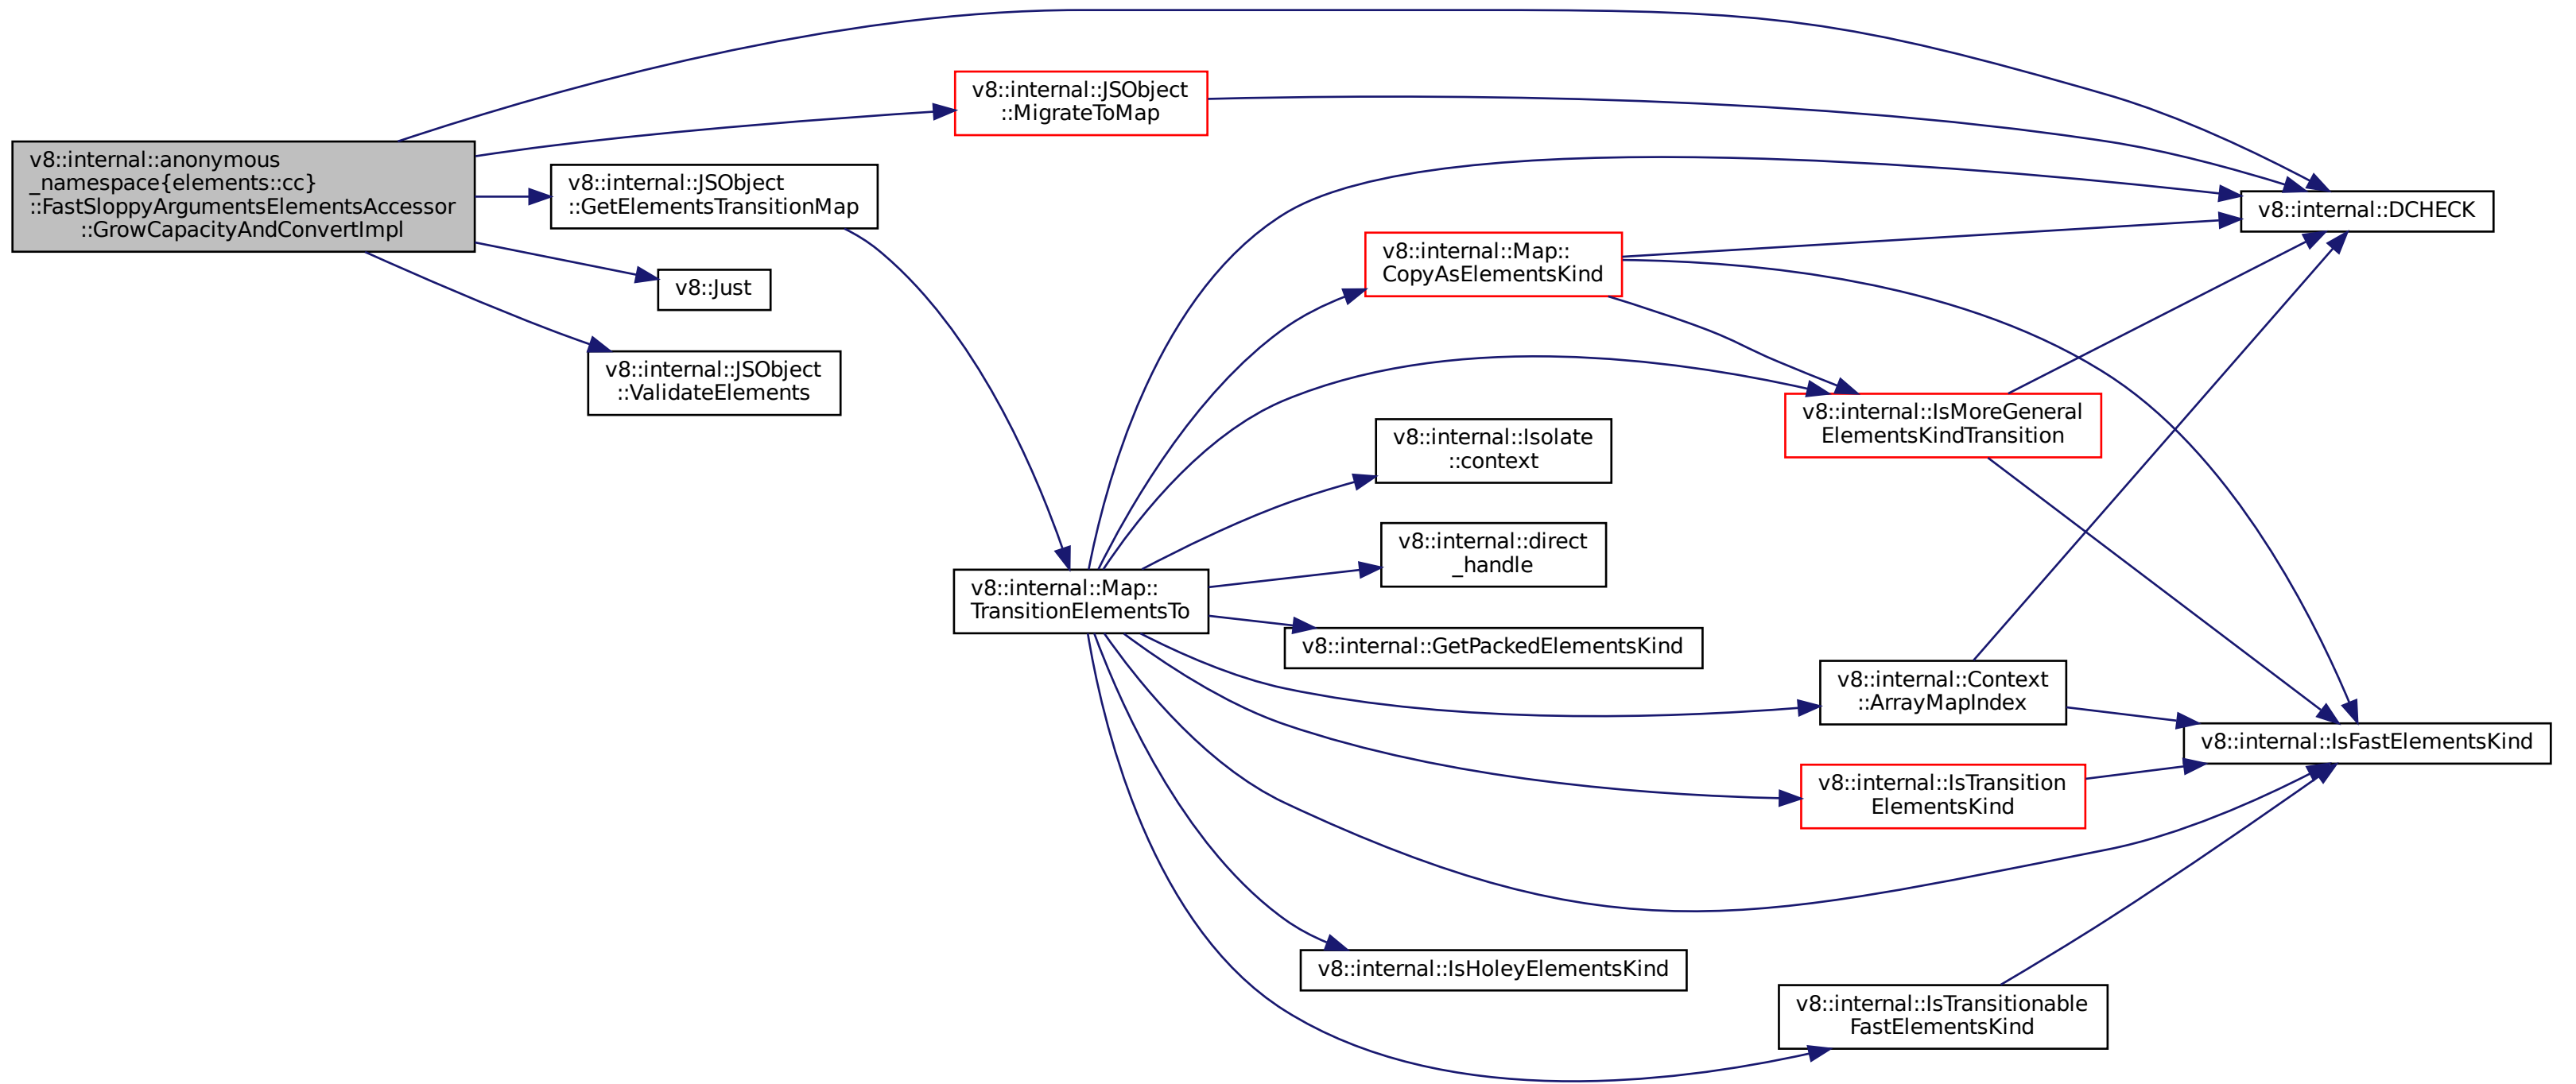 v8::internal::anonymous
_namespace{elements::cc}
::FastSloppyArgumentsElementsAccessor
::GrowCapacityAndConvertImpl
v8::internal::JSObject
::MigrateToMap
v8::internal::JSObject
::GetElementsTransitionMap
v8::Just
v8::internal::JSObject
::ValidateElements
v8::internal::Map::
TransitionElementsTo
v8::internal::Map::
CopyAsElementsKind
v8::internal::Isolate
::context
v8::internal::direct
_handle
v8::internal::GetPackedElementsKind
v8::internal::IsHoleyElementsKind
v8::internal::IsMoreGeneral
ElementsKindTransition
v8::internal::Context
::ArrayMapIndex
v8::internal::IsTransition
ElementsKind
v8::internal::IsTransitionable
FastElementsKind
v8::internal::DCHECK
v8::internal::IsFastElementsKind